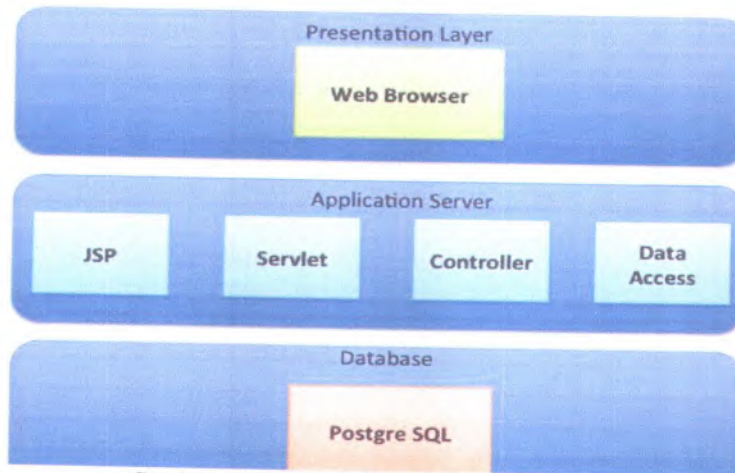 Presentation Layer
Web Browser
Application Server
JSP
Servlet
Controller
Data
Access
Database
Postgre SQL